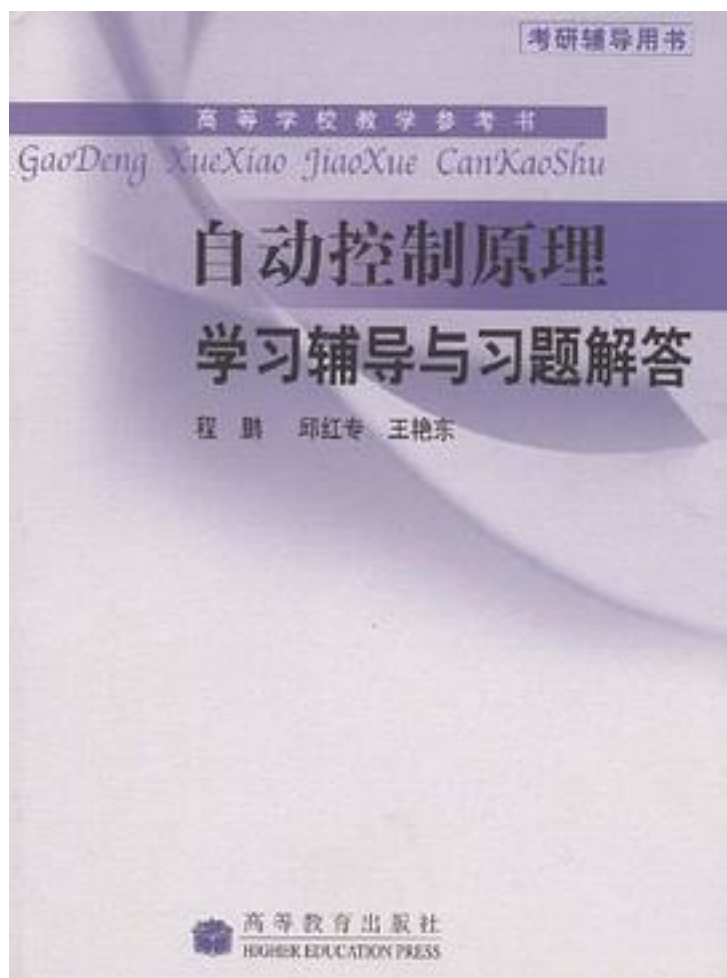 考研辅导用书
高等学校教学参考书
GaoDeng XueXiao JiaoXue CanKaoShu
自动控制原理
学习辅导与习题解答
程 鹏 邱红专 王艳东
高等教育出版社
HIGHER EDUCATION PRESS